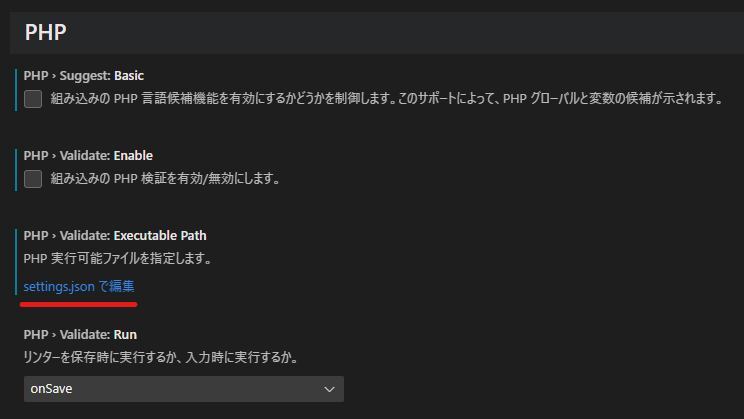 PHP
PHP › Suggest: Basic
組み込みの PHP 言語候補機能を有効にするかどうかを制御します。このサポートによって、PHP グローバルと変数の候補が示されます。
PHP › Validate: Enable
組み込みの PHP 検証を有効/無効にします。
PHP › Validate: Executable Path
PHP 実行可能ファイルを指定します。
settings.json で編集
PHP › Validate: Run
リンターを保存時に実行するか、入力時に実行するか。
onSave